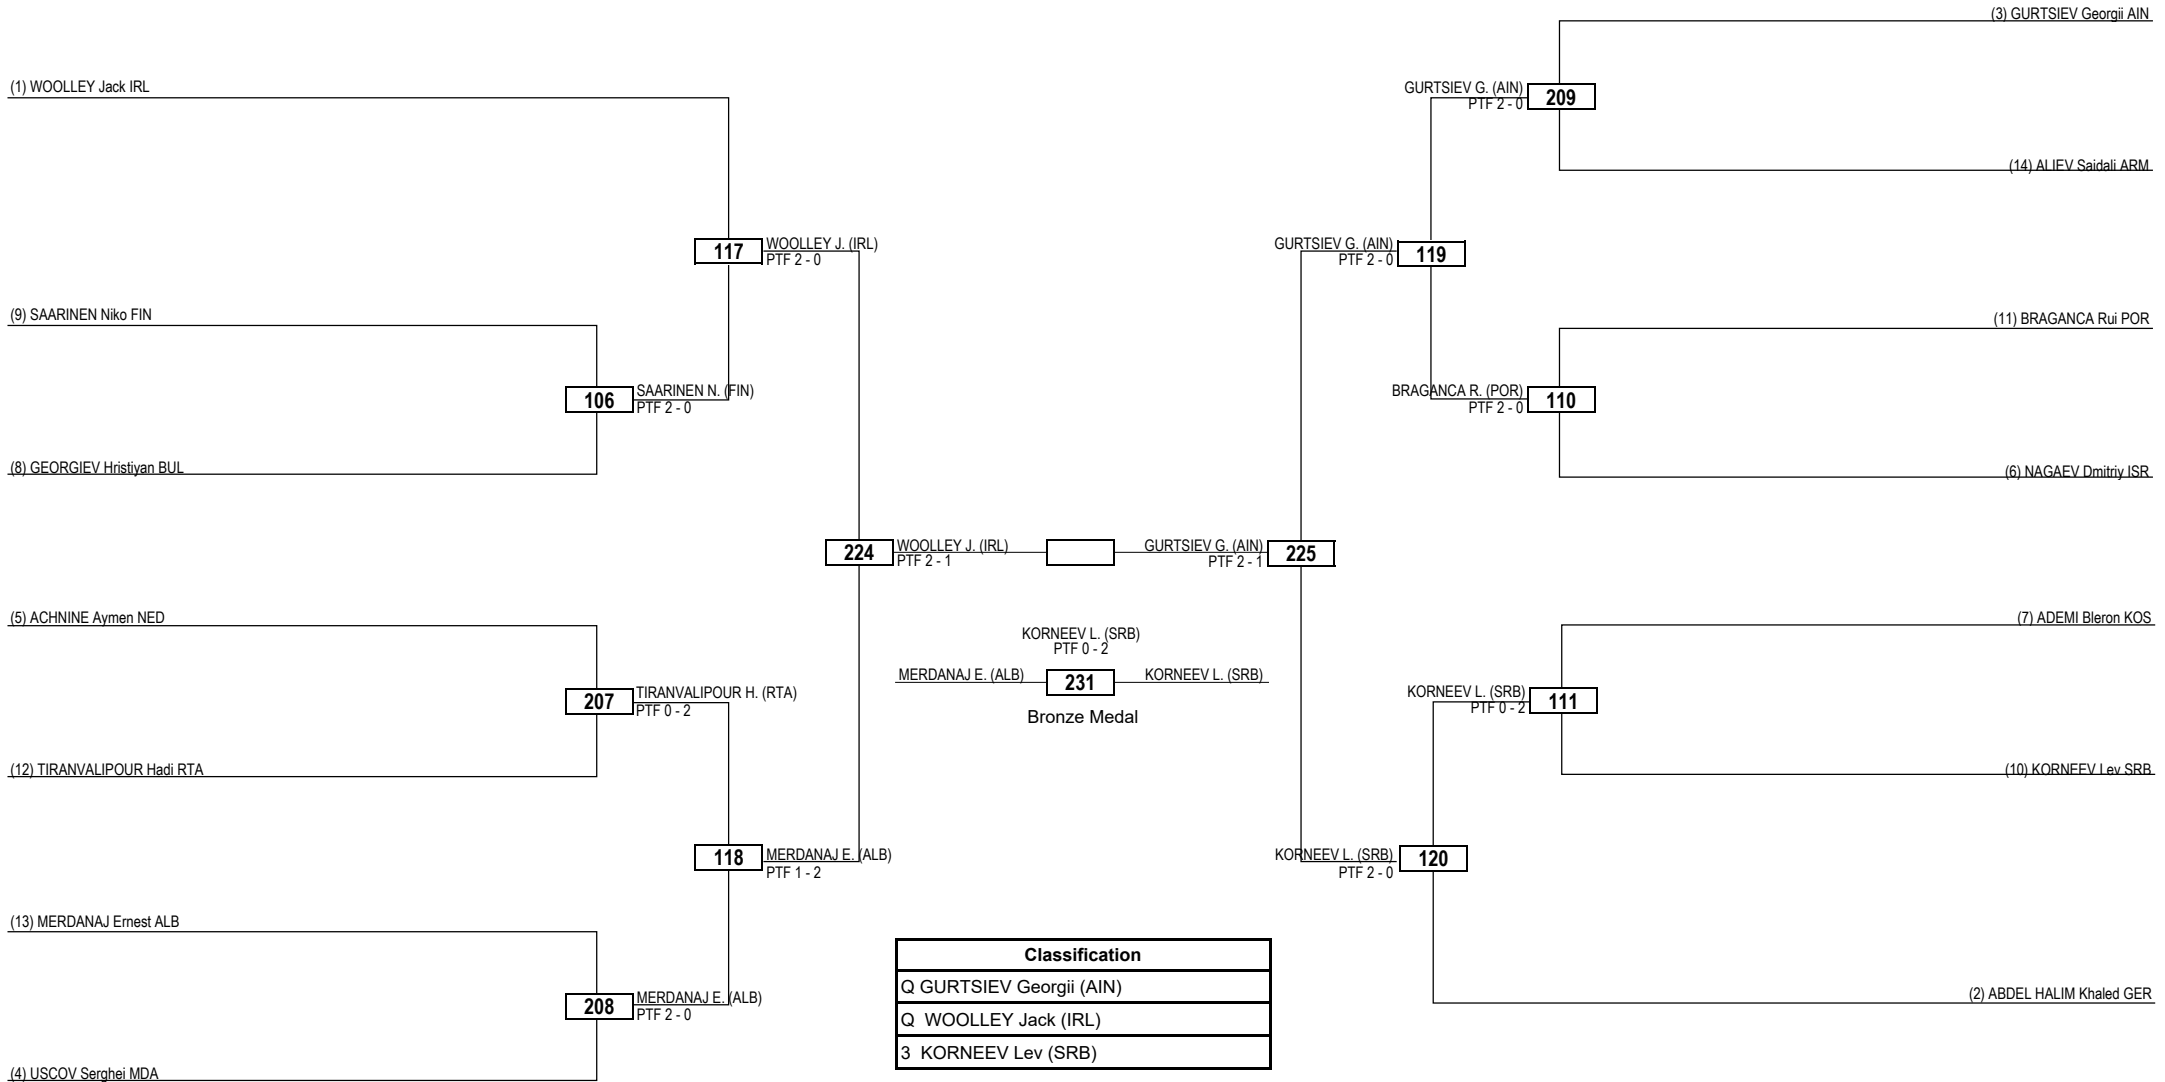 (3) GURTSIEV Georgii AIN
(1) WOOLLEY Jack IRL
GURTSIEV G. (AIN)
PTF 2 - 0
209
(14) ALIEV Saidali ARM
117
WOOLLEY J. (IRL)
PTF 2 - 0
GURTSIEV G. (AIN)
PTF 2 - 0
119
(9) SAARINEN Niko FIN
(11) BRAGANCA Rui POR
106
SAARINEN N. (FIN)
PTF 2 - 0
BRAGANCA R. (POR)
PTF 2 - 0
110
(8) GEORGIEV Hristiyan BUL
(6) NAGAEV Dmitriy ISR
224
WOOLLEY J. (IRL)
PTF 2 - 1
GURTSIEV G. (AIN)
PTF 2 - 1
225
(5) ACHNINE Aymen NED
(7) ADEMI Bleron KOS
KORNEEV L. (SRB)
PTF 0 - 2
MERDANAJ E. (ALB)
231
KORNEEV L. (SRB)
Bronze Medal
207
TIRANVALIPOUR H. (RTA)
PTF 0 - 2
KORNEEV L. (SRB)
PTF 0 - 2
111
(12) TIRANVALIPOUR Hadi RTA
(10) KORNEEV Lev SRB
118
MERDANAJ E. (ALB)
PTF 1 - 2
KORNEEV L. (SRB)
PTF 2 - 0
120
(13) MERDANAJ Ernest ALB
208
MERDANAJ E. (ALB)
PTF 2 - 0
(2) ABDEL HALIM Khaled GER
(4) USCOV Serghei MDA
Classification
Q GURTSIEV Georgii (AIN)
Q WOOLLEY Jack (IRL)
3 KORNEEV Lev (SRB)